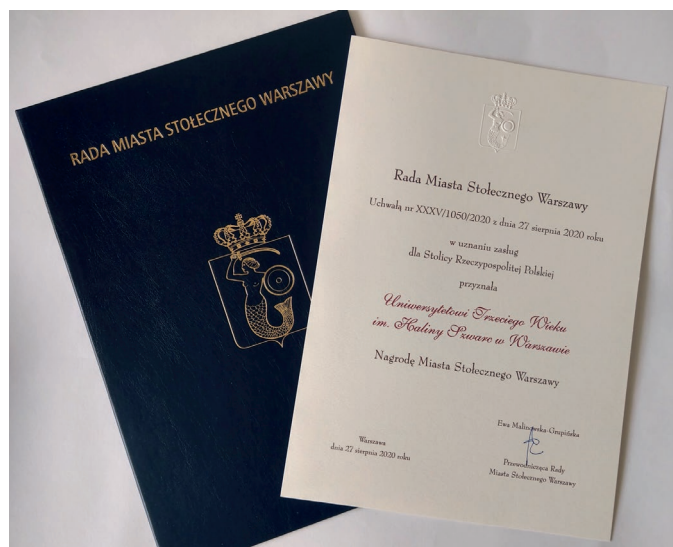 RADA MIASTA STOŁECZNEGO WARSZAWY
Rada Miasta Stołecznego Warszawy
Uchwałą nr XXXV/1050/2020 z dnia 27 sierpnia 2020 roku
w uznaniu zasług
dla Stolicy Rzeczypospolitej Polskiej
przyznała
Uniwersytetowi Trzeciego Wieku
im. Haliny Szwarc w Warszawie
Nagrodę Miasta Stołecznego Warszawy
Ewa Malinowska-Grupińska
Przewodnicząca Rady
Miasta Stołecznego Warszawy
Warszawa
dnia 27 sierpnia 2020 roku